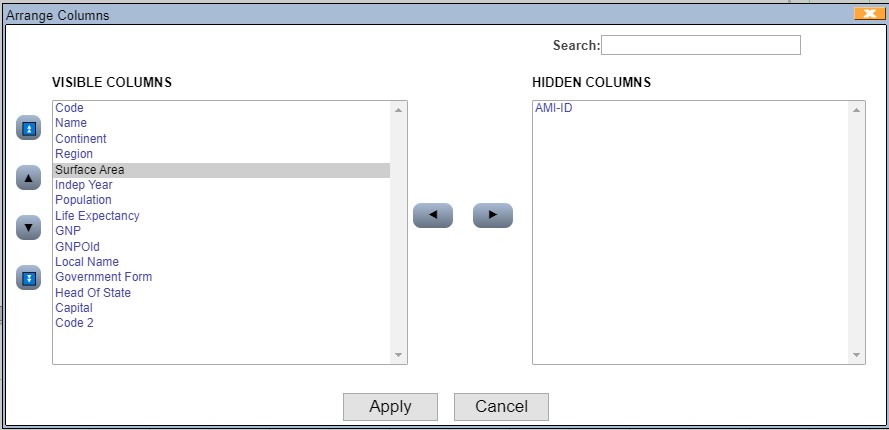 Arrange Columns
Search:
VISIBLE COLUMNS
HIDDEN COLUMNS
Code
Name
Continent
Region
Surface Area
Indep Year
Population
Life Expectancy
GNP
GNPOld
Local Name
Government Form
Head Of State
Capital
Code 2
AMI-ID
Apply
Cancel